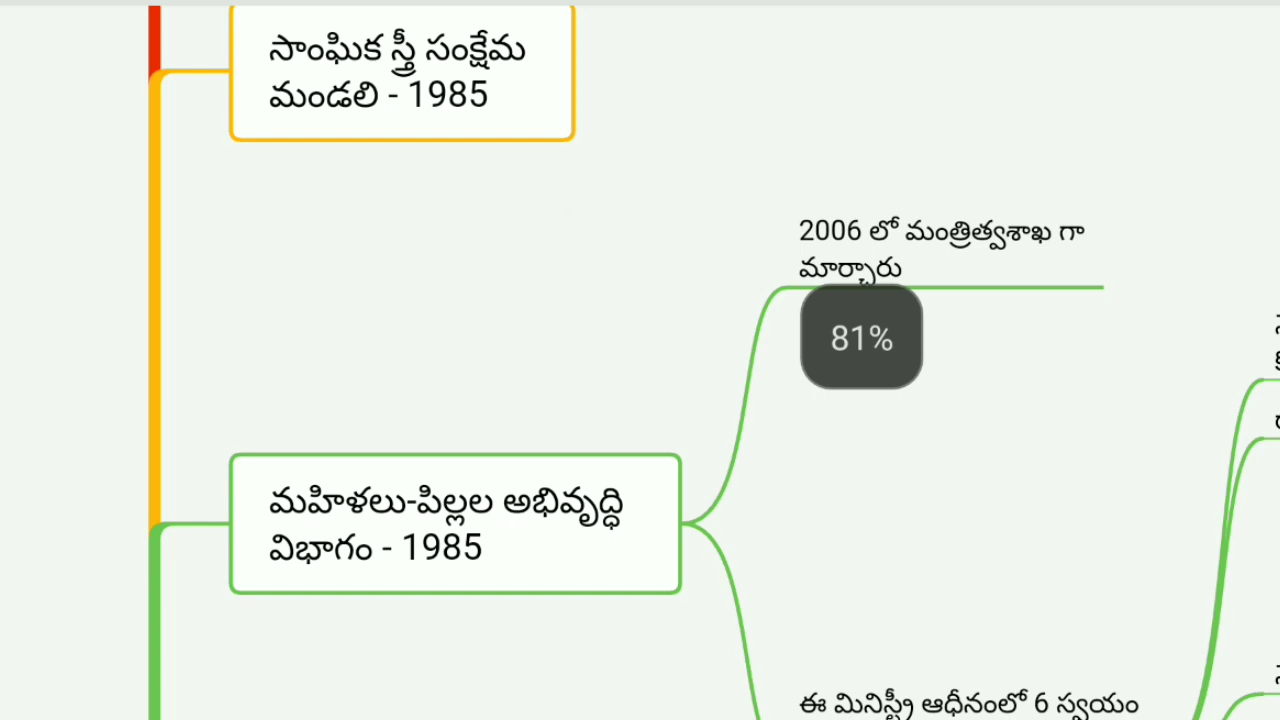 సాంఘిక స్త్రీ సంక్షేమ
మండలి - 1985
2006 లో మంత్రిత్వశాఖ గా
మార్చారు
81%
మహిళలు-పిల్లల అభివృద్ధి
విభాగం - 1985
ఈ మినిస్ట్రీ ఆధీనంలో 6 స్వయం